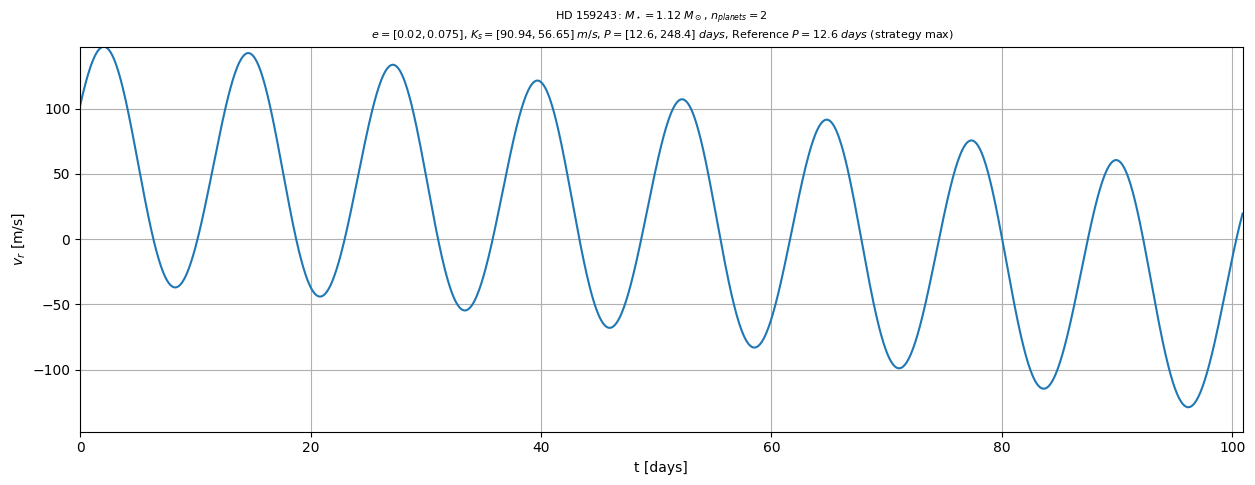 HD 159243: $M_⋆ = 1.12 M_⊙$, $n_{planets} = 2$
$e = [0.02, 0.075]$, $K_s = [90.94, 56.65]$ m/s, $P = [12.6, 248.4]$ days, Reference $P = 12.6$ days (strategy max)
100
50
0
−50
−100
$v_r$ [m/s]
0 20 40 60 80 100
t [days]